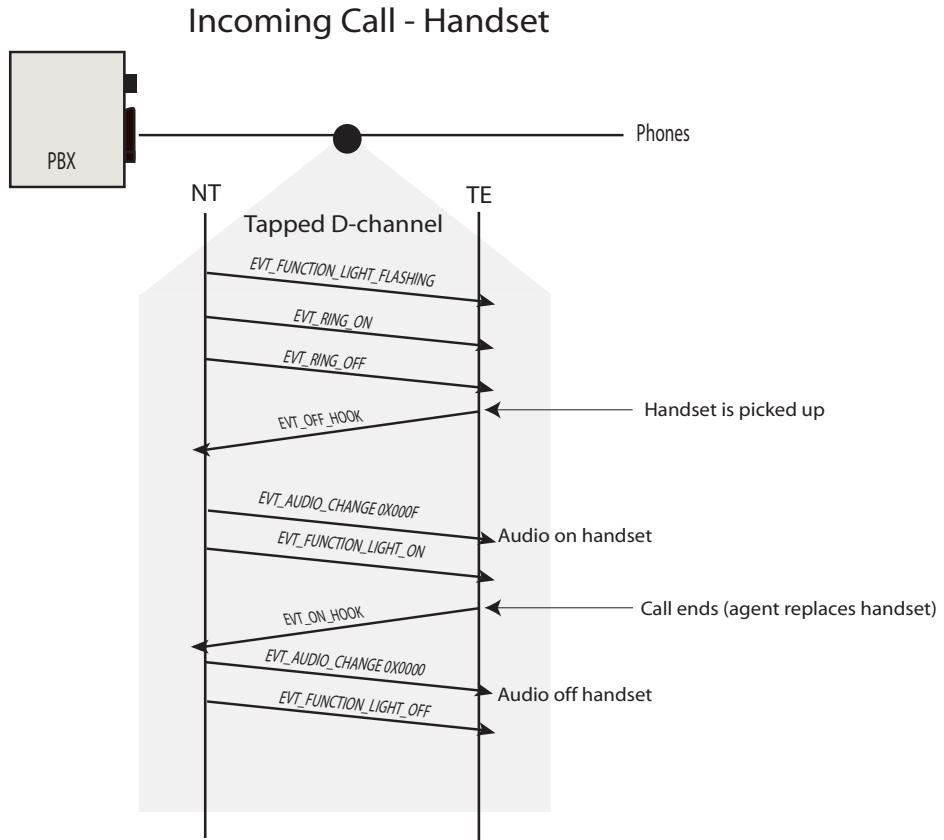 Incoming Call - Handset
PBX
Phones
NT
TE
Tapped D-channel
EVT_FUNCTION_LIGHT_FLASHING
EVT_RING_ON
EVT_RING_OFF
Handset is picked up
EVT_OFF_HOOK
EVT_AUDIO_CHANGE 0X000F
Audio on handset
EVT_FUNCTION_LIGHT_ON
Call ends (agent replaces handset)
EVT_ON_HOOK
EVT_AUDIO_CHANGE 0X0000
Audio off handset
EVT_FUNCTION_LIGHT_OFF